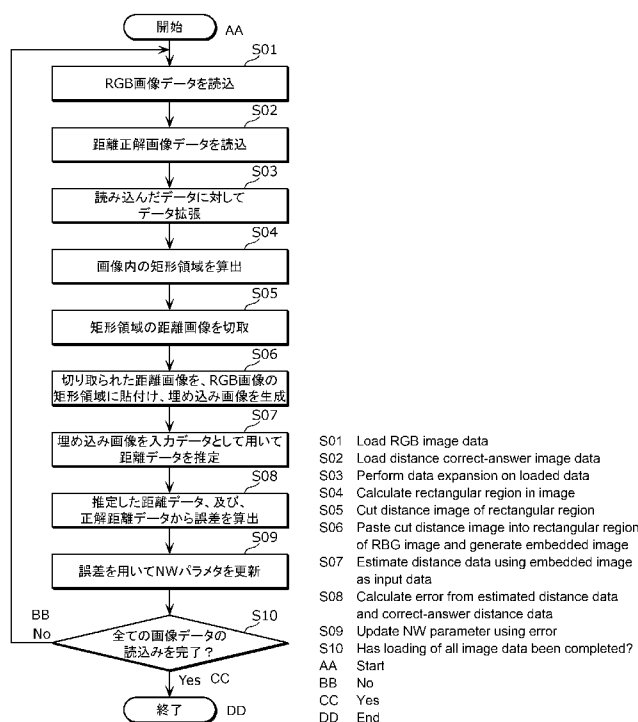 開始
AA
S01
RGB画像データを読込
S02
距離正解画像データを読込
S03
読み込んだデータに対して
データ拡張
S04
画像内の矩形領域を算出
S05
矩形領域の距離画像を切取
S06
切り取られた距離画像を、RGB画像の
矩形領域に貼付け、埋め込み画像を生成
S07
埋め込み画像を入力データとして用いて
距離データを推定
S08
推定した距離データ、及び、
正解距離データから誤差を算出
S09
誤差を用いてNWパラメタを更新
BB
No
S10
全ての画像データの
読込みを完了？
Yes CC
終了
DD
S01 Load RGB image data
S02 Load distance correct-answer image data
S03 Perform data expansion on loaded data
S04 Calculate rectangular region in image
S05 Cut distance image of rectangular region
S06 Paste cut distance image into rectangular region
of RBG image and generate embedded image
S07 Estimate distance data using embedded image
as input data
S08 Calculate error from estimated distance data
and correct-answer distance data
S09 Update NW parameter using error
S10 Has loading of all image data been completed?
AA Start
BB No
CC Yes
DD End